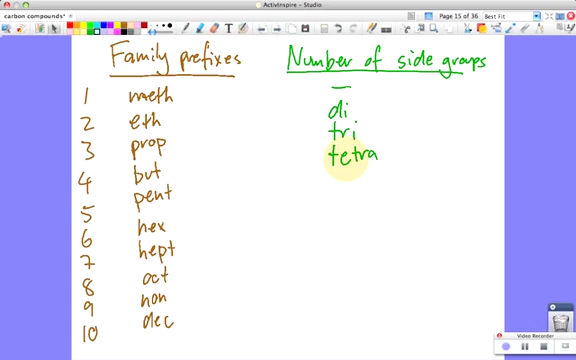 ActivInspire - Studio
carbon compounds*
Page 15 of 36
Best Fit
Family prefixes
Number of side groups
1 meth
2 eth
3 prop
4 but
5 pent
6 hex
7 hept
8 oct
9 non
10 dec
—
di
tri
tetra
Video Recorder